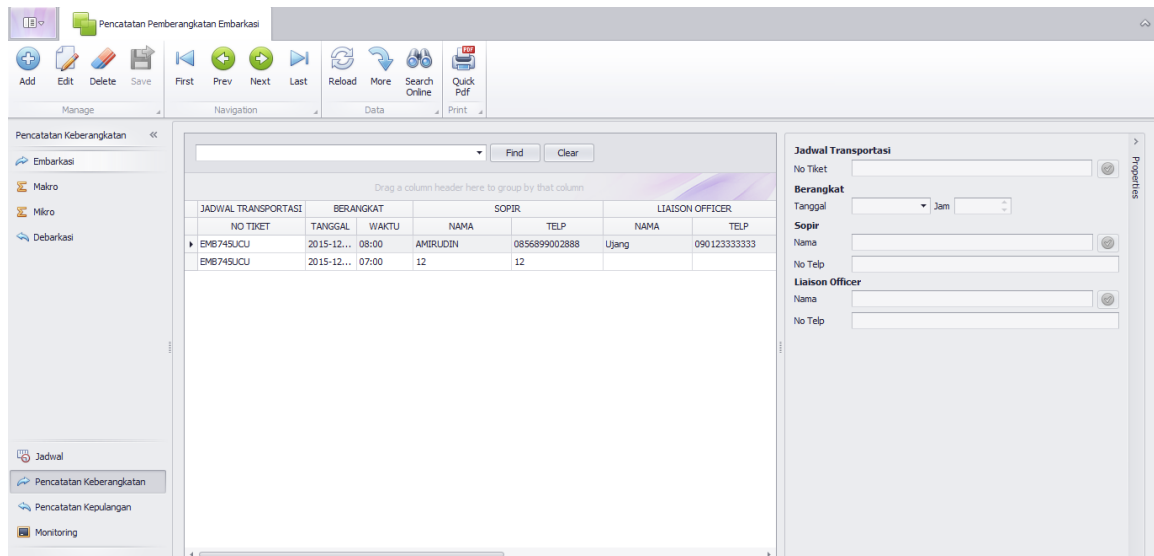 Pencatatan Pemberangkatan Embarkasi
Add Edit Delete Save First Prev Next Last Reload More Search Online Quick Pdf
Manage Navigation Data Print
Pencatatan Keberangkatan
Embarkasi
Makro
Mikro
Debarkasi
Jadwal
Pencatatan Keberangkatan
Pencatatan Kepulangan
Monitoring
Find Clear
Drag a column header here to group by that column
JADWAL TRANSPORTASI BERANGKAT SOPIR LIAISON OFFICER
NO TIKET TANGGAL WAKTU NAMA TELP NAMA TELP
EMB745UCU 2015-12... 08:00 AMIRUDIN 0856899002888 Ujang 090123333333
EMB745UCU 2015-12... 07:00 12 12
Jadwal Transportasi
No Tiket
Berangkat
Tanggal Jam
Sopir
Nama
No Telp
Liaison Officer
Nama
No Telp
Properties